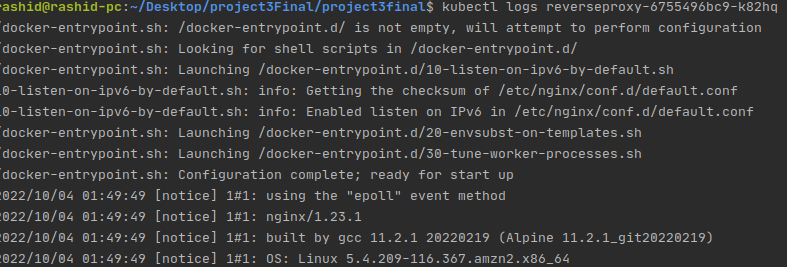 rashid@rashid-pc:~/Desktop/project3Final/project3final$ kubectl logs reverseproxy-6755496bc9-k82hq
/docker-entrypoint.sh: /docker-entrypoint.d/ is not empty, will attempt to perform configuration
/docker-entrypoint.sh: Looking for shell scripts in /docker-entrypoint.d/
/docker-entrypoint.sh: Launching /docker-entrypoint.d/10-listen-on-ipv6-by-default.sh
10-listen-on-ipv6-by-default.sh: info: Getting the checksum of /etc/nginx/conf.d/default.conf
10-listen-on-ipv6-by-default.sh: info: Enabled listen on IPv6 in /etc/nginx/conf.d/default.conf
/docker-entrypoint.sh: Launching /docker-entrypoint.d/20-envsubst-on-templates.sh
/docker-entrypoint.sh: Launching /docker-entrypoint.d/30-tune-worker-processes.sh
/docker-entrypoint.sh: Configuration complete; ready for start up
2022/10/04 01:49:49 [notice] 1#1: using the "epoll" event method
2022/10/04 01:49:49 [notice] 1#1: nginx/1.23.1
2022/10/04 01:49:49 [notice] 1#1: built by gcc 11.2.1 20220219 (Alpine 11.2.1_git20220219)
2022/10/04 01:49:49 [notice] 1#1: OS: Linux 5.4.209-116.367.amzn2.x86_64